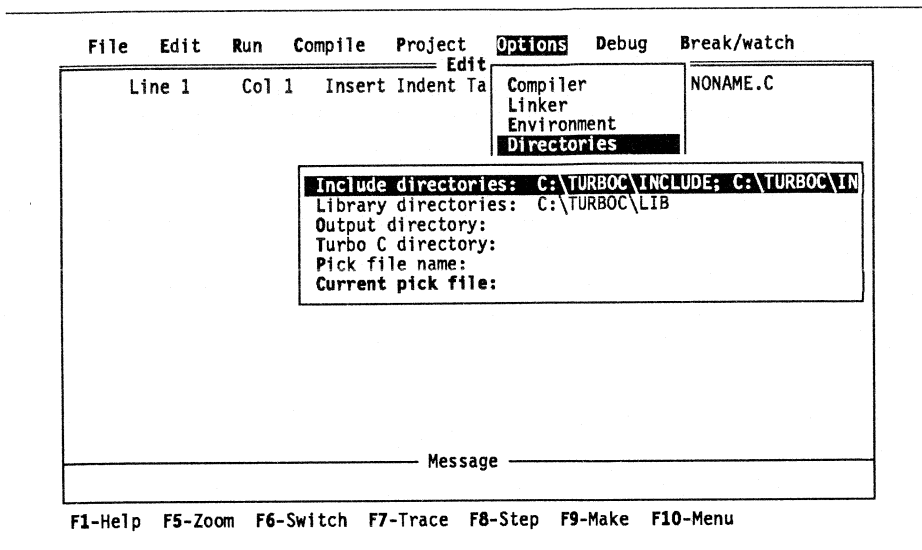 File Edit Run Compile Project Options Debug Break/watch
Edit
Line 1 Col 1 Insert Indent Ta NONAME.C
Compiler
Linker
Environment
Directories
Include directories: C:\TURBOC\INCLUDE; C:\TURBOC\IN
Library directories: C:\TURBOC\LIB
Output directory:
Turbo C directory:
Pick file name:
Current pick file:
Message
F1-Help F5-Zoom F6-Switch F7-Trace F8-Step F9-Make F10-Menu